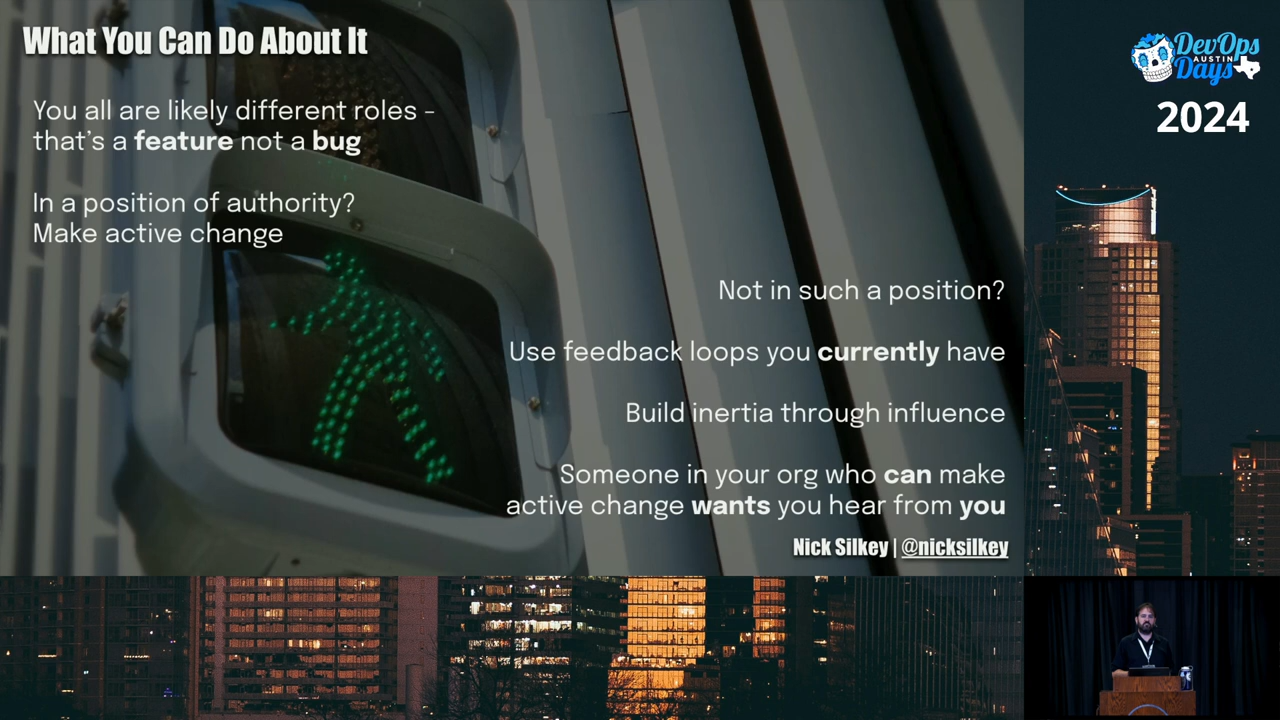 What You Can Do About It
You all are likely different roles –
that's a feature not a bug
In a position of authority?
Make active change
Not in such a position?
Use feedback loops you currently have
Build inertia through influence
Someone in your org who can make
active change wants you hear from you
Nick Silkey | @nicksilkey
DevOps
AUSTIN
Days
2024